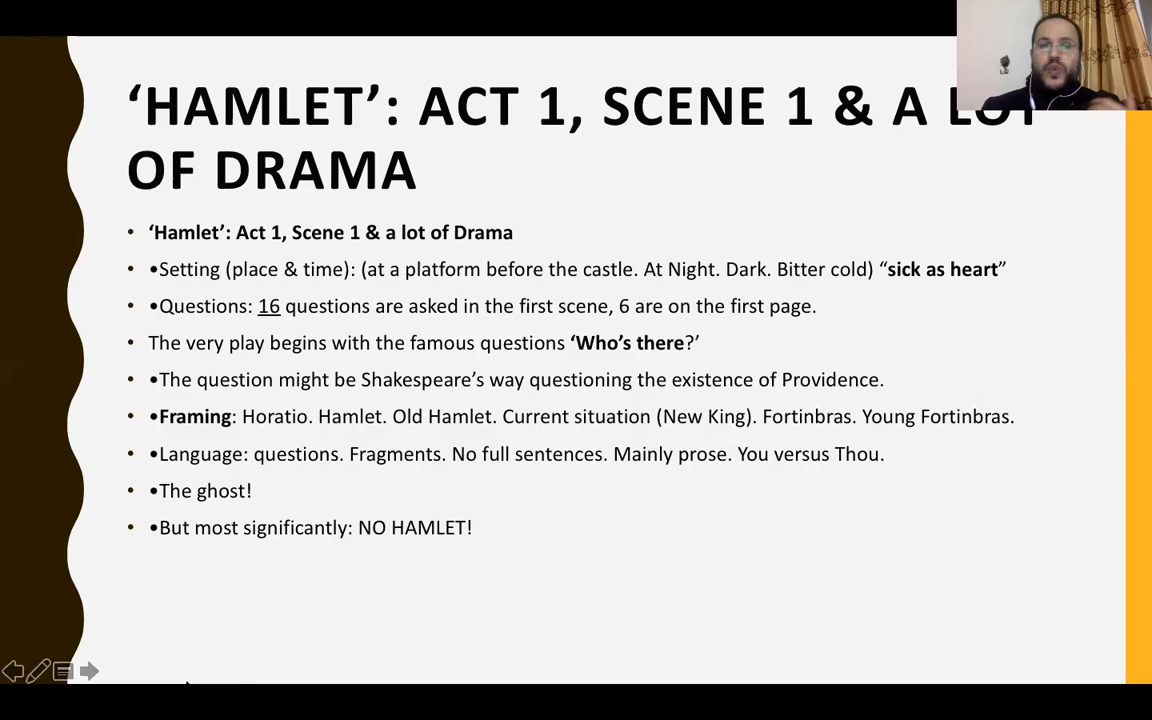 ‘HAMLET’: ACT 1, SCENE 1 & A LOT
OF DRAMA
• ‘Hamlet’: Act 1, Scene 1 & a lot of Drama
• •Setting (place & time): (at a platform before the castle. At Night. Dark. Bitter cold) “sick as heart”
• •Questions: 16 questions are asked in the first scene, 6 are on the first page.
• The very play begins with the famous questions ‘Who’s there?’
• •The question might be Shakespeare’s way questioning the existence of Providence.
• •Framing: Horatio. Hamlet. Old Hamlet. Current situation (New King). Fortinbras. Young Fortinbras.
• •Language: questions. Fragments. No full sentences. Mainly prose. You versus Thou.
• •The ghost!
• •But most significantly: NO HAMLET!